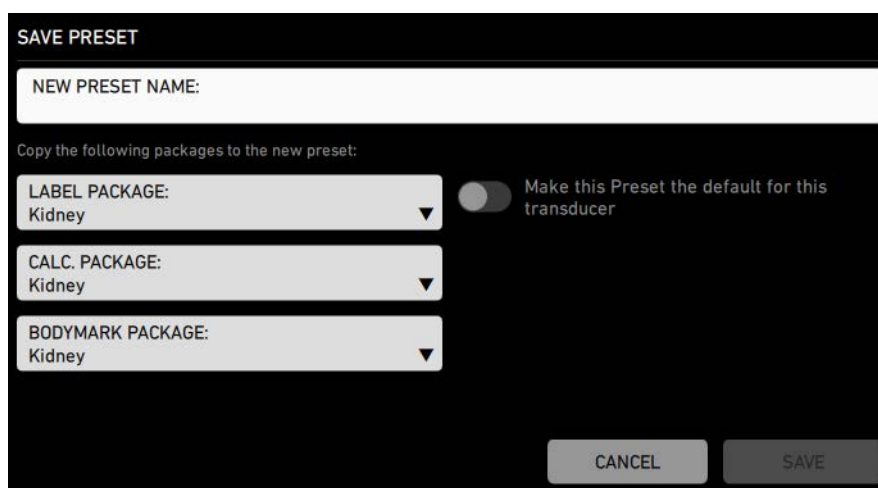 SAVE PRESET
NEW PRESET NAME:
Copy the following packages to the new preset:
LABEL PACKAGE:
Kidney
Make this Preset the default for this
transducer
CALC. PACKAGE:
Kidney
BODYMARK PACKAGE:
Kidney
CANCEL
SAVE